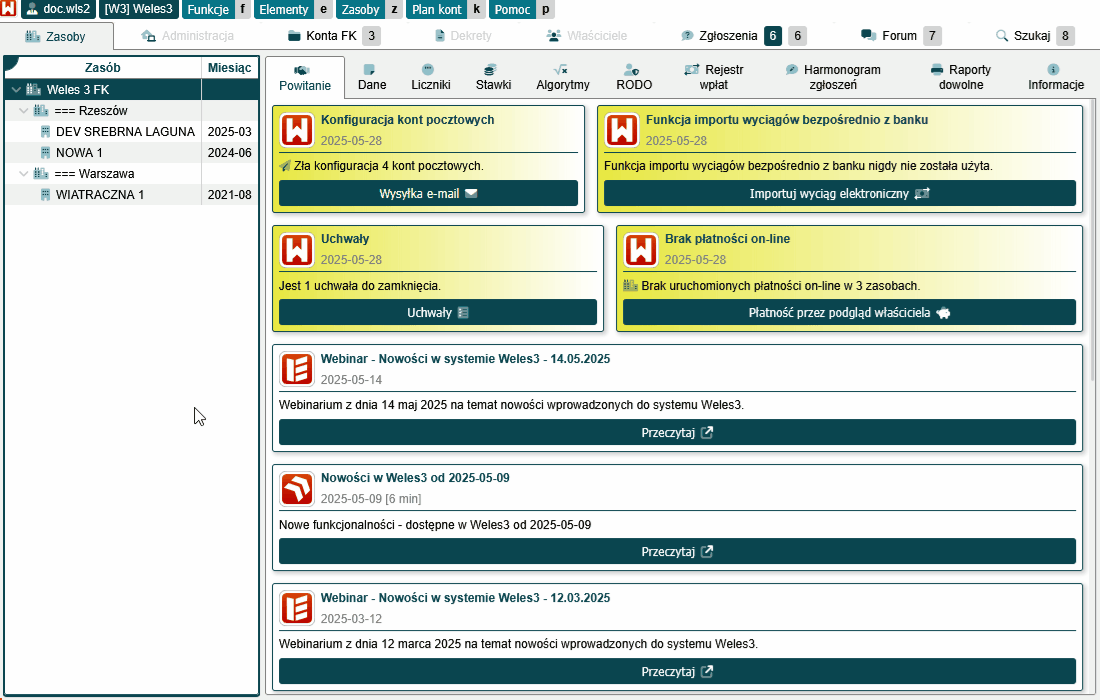 doc.wls2 [W3] Weles3 Funkcje f Elementy e Zasoby z Plan kont k Pomoc p
Zasoby Administracja Konta FK 3 Dekrety Właściciele Zgłoszenia 6 6 Forum 7 Szukaj 8
Zasób Miesiąc
Weles 3 FK
=== Rzeszów
DEV SREBRNA LAGUNA 2025-03
NOWA 1 2024-06
=== Warszawa
WIATRACZNA 1 2021-08
Powitanie Dane Liczniki Stawki Algorytmy RODO Rejestr wpłat Harmonogram zgłoszeń Raporty dowolne Informacje
Konfiguracja kont pocztowych
2025-05-28
Zła konfiguracja 4 kont pocztowych.
Wysyłka e-mail
Funkcja importu wyciągów bezpośrednio z banku
2025-05-28
Funkcja importu wyciągów bezpośrednio z banku nigdy nie została użyta.
Importuj wyciąg elektroniczny
Uchwały
2025-05-28
Jest 1 uchwała do zamknięcia.
Uchwały
Brak płatności on-line
2025-05-28
Brak uruchomionych płatności on-line w 3 zasobach.
Płatność przez podgląd właściciela
Webinar - Nowości w systemie Weles3 - 14.05.2025
2025-05-14
Webinarium z dnia 14 maj 2025 na temat nowości wprowadzonych do systemu Weles3.
Przeczytaj
Nowości w Weles3 od 2025-05-09
2025-05-09 [6 min]
Nowe funkcjonalności - dostępne w Weles3 od 2025-05-09
Przeczytaj
Webinar - Nowości w systemie Weles3 - 12.03.2025
2025-03-12
Webinarium z dnia 12 marca 2025 na temat nowości wprowadzonych do systemu Weles3.
Przeczytaj